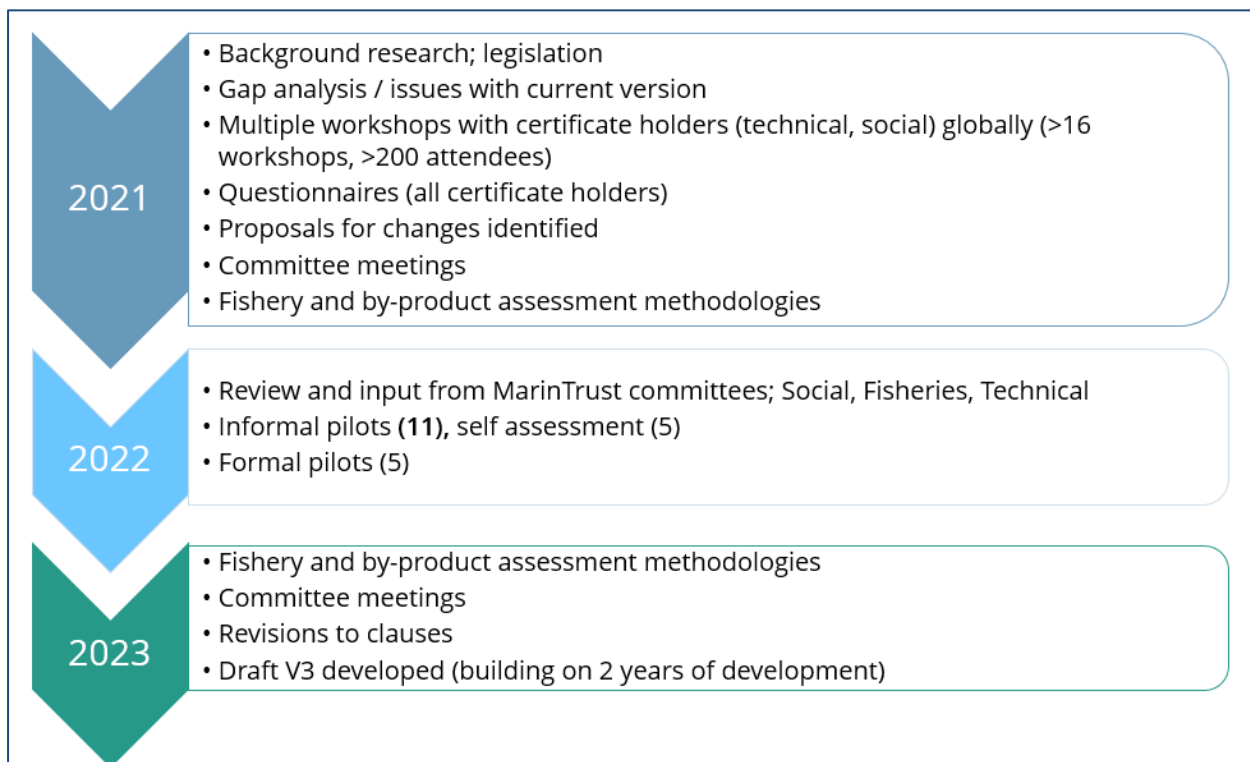 2021
• Background research; legislation
• Gap analysis / issues with current version
• Multiple workshops with certificate holders (technical, social) globally (>16
workshops, >200 attendees)
• Questionnaires (all certificate holders)
• Proposals for changes identified
• Committee meetings
• Fishery and by-product assessment methodologies
2022
• Review and input from MarinTrust committees; Social, Fisheries, Technical
• Informal pilots (11), self assessment (5)
• Formal pilots (5)
2023
• Fishery and by-product assessment methodologies
• Committee meetings
• Revisions to clauses
• Draft V3 developed (building on 2 years of development)